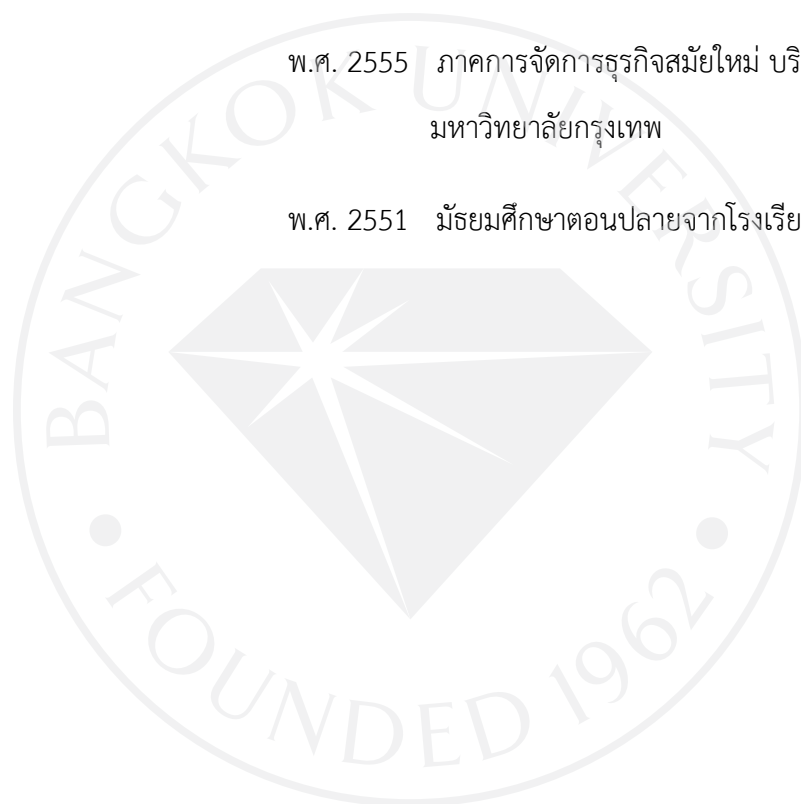 พ.ศ. 2555 ภาคการจัดการธุรกิจสมัยใหม่ บริ
มหาวิทยาลัยกรุงเทพ
พ.ศ. 2551 มัธยมศึกษาตอนปลายจากโรงเรีย
BANGKOK UNIVERSITY
FOUNDED 1962